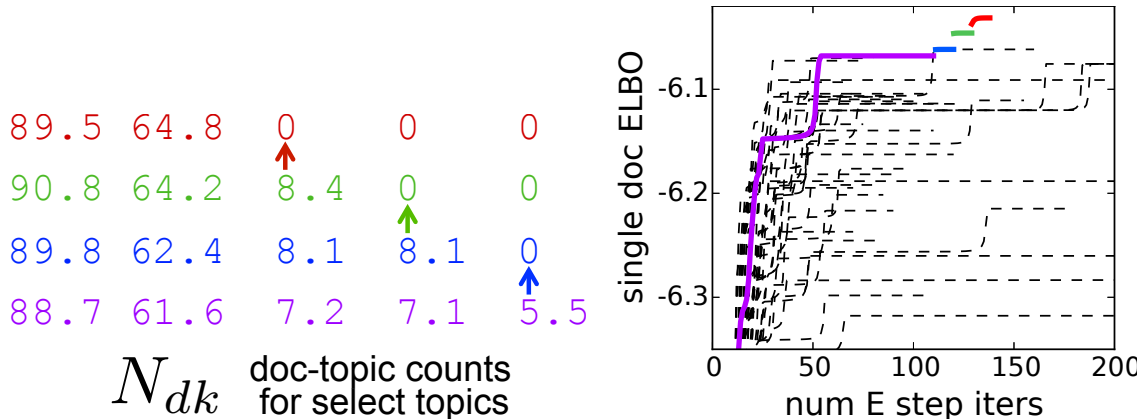 89.5 64.8 0 0 0
90.8 64.2 8.4 0 0
89.8 62.4 8.1 8.1 0
88.7 61.6 7.2 7.1 5.5
N_{dk} doc-topic counts
for select topics
single doc ELBO
-6.1
-6.2
-6.3
0 50 100 150 200
num E step iters